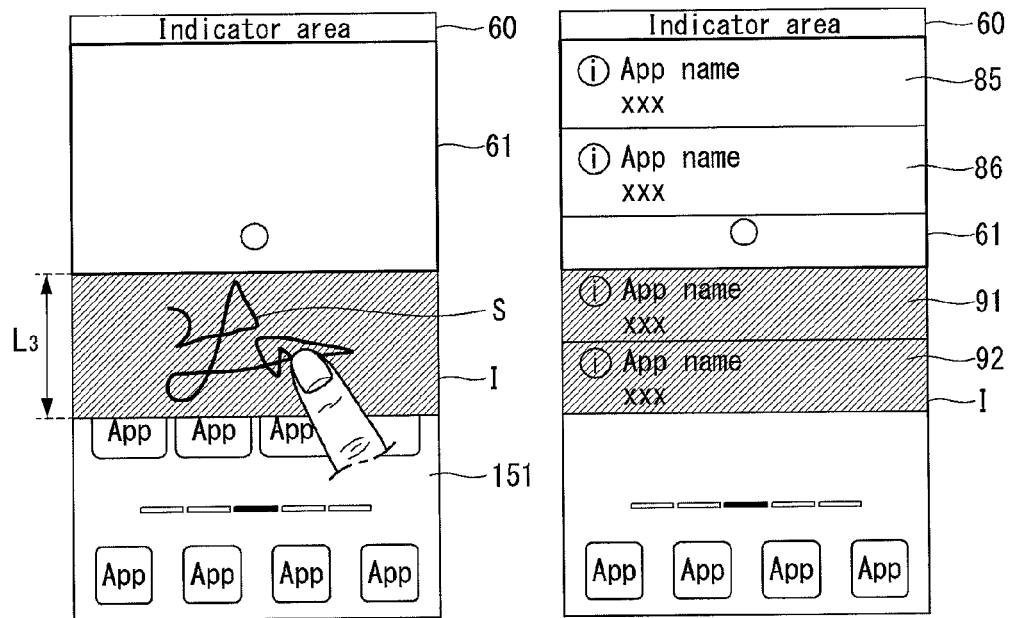 Indicator area
60
61
S
L3
I
App App App
151
App App App App
Indicator area
60
i App name
xxx
85
i App name
xxx
86
61
i App name
xxx
91
i App name
xxx
92
I
App App App App